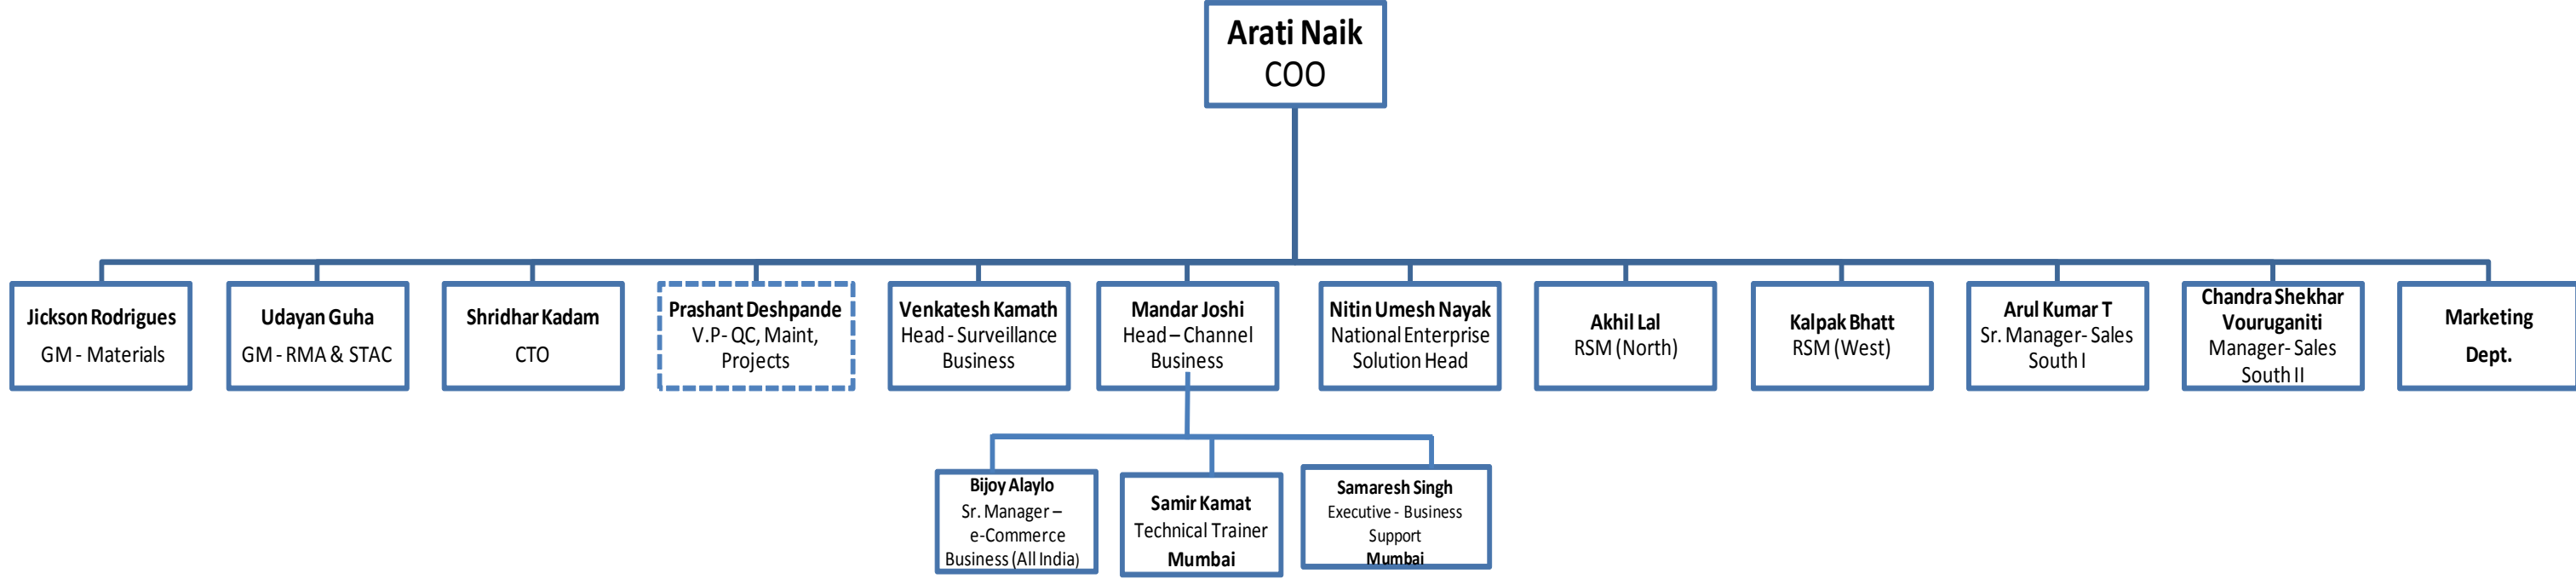 Arati Naik
COO
Jickson Rodrigues
GM - Materials
Udayan Guha
GM - RMA & STAC
Shridhar Kadam
CTO
Prashant Deshpande
V.P- QC, Maint,
Projects
Venkatesh Kamath
Head - Surveillance
Business
Mandar Joshi
Head – Channel
Business
Nitin Umesh Nayak
National Enterprise
Solution Head
Akhil Lal
RSM (North)
Kalpak Bhatt
RSM (West)
Arul Kumar T
Sr. Manager- Sales
South I
Chandra Shekhar
Vouruganiti
Manager- Sales
South II
Marketing
Dept.
Bijoy Alaylo
Sr. Manager –
e-Commerce
Business (All India)
Samir Kamat
Technical Trainer
Mumbai
Samaresh Singh
Executive - Business
Support
Mumbai